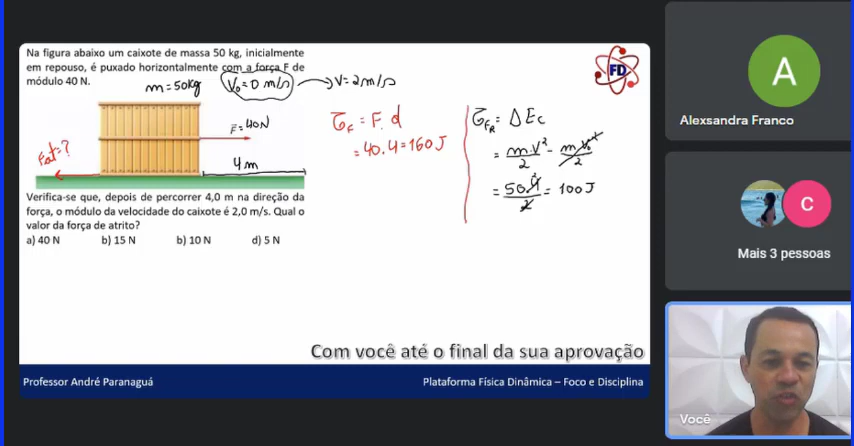 Na figura abaixo um caixote de massa 50 kg, inicialmente
em repouso, é puxado horizontalmente com a força F de
módulo 40 N.
m = 50kg
V₀ = 0 m/s
V = 2m/s
F = 40N
Fat = ?
4m
Verifica-se que, depois de percorrer 4,0 m na direção da
força, o módulo da velocidade do caixote é 2,0 m/s. Qual o
valor da força de atrito?
a) 40 N b) 15 N b) 10 N d) 5 N
τF = F. d
= 40.4 = 160 J
τFR = ΔEc
= m.V²/2 - m.V₀²/2
= 50.4/2 = 100 J
FD
Com você até o final da sua aprovação
Professor André Paranaguá
Plataforma Física Dinâmica – Foco e Disciplina
A
Alexsandra Franco
C
Mais 3 pessoas
Você